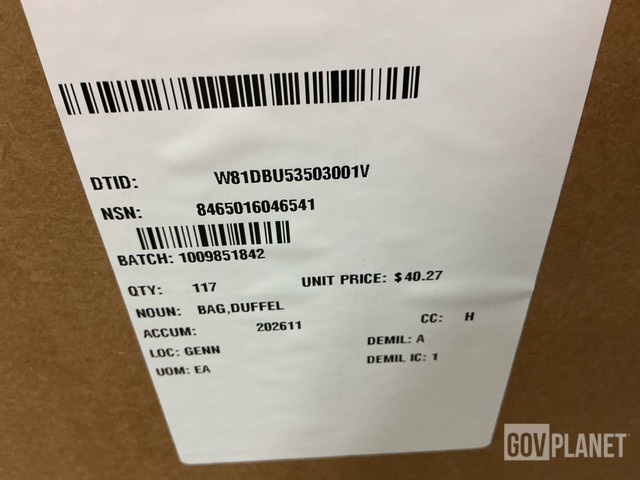 DTID: W81DBU53503001V
NSN: 8465016046541
BATCH: 1009851842
QTY: 117 UNIT PRICE: $40.27
NOUN: BAG,DUFFEL
ACCUM: 202611 CC: H
LOC: GENN DEMIL: A
UOM: EA DEMIL IC: 1
GOVPLANET